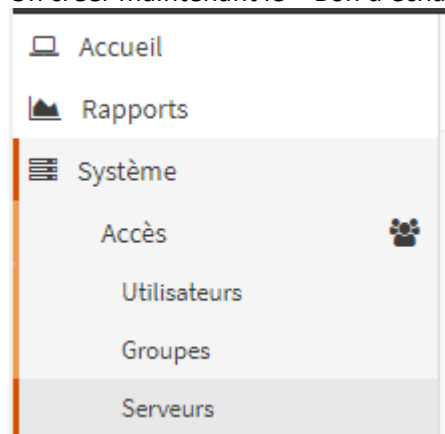 Accueil
Rapports
Système
Accès
Utilisateurs
Groupes
Serveurs